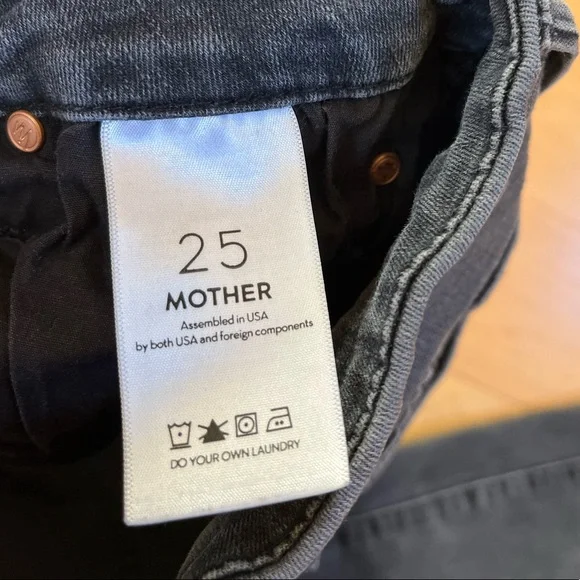 25
MOTHER
Assembled in USA
by both USA and foreign components
DO YOUR OWN LAUNDRY